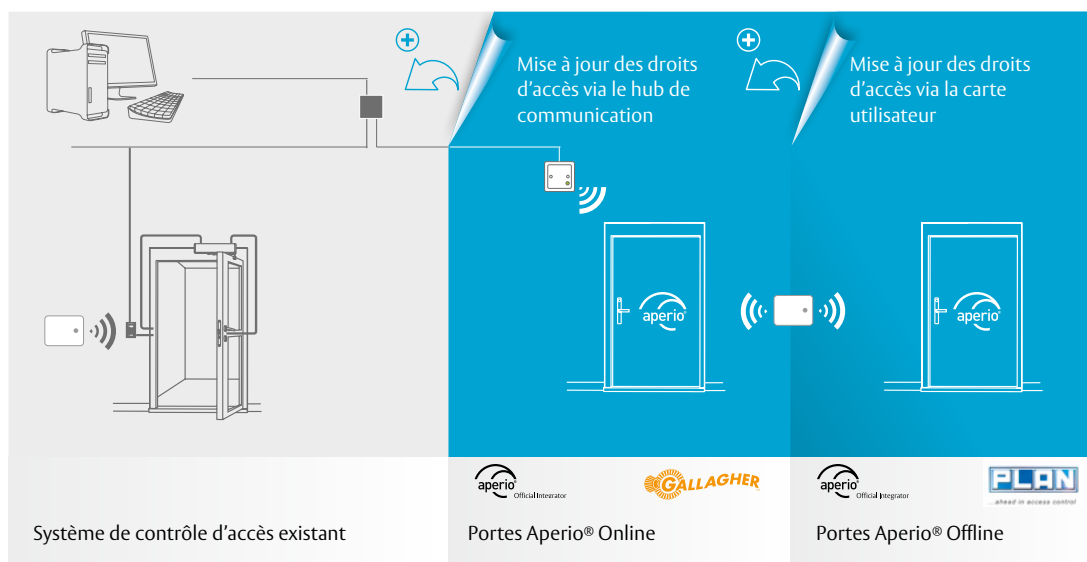 Mise à jour des droits
d'accès via le hub de
communication
Mise à jour des droits
d'accès via la carte
utilisateur
aperio®
aperio®
aperio®
Official Integrator
GALLAGHER
aperio®
Official Integrator
PLAN
...ahead in access control
Système de contrôle d'accès existant
Portes Aperio® Online
Portes Aperio® Offline